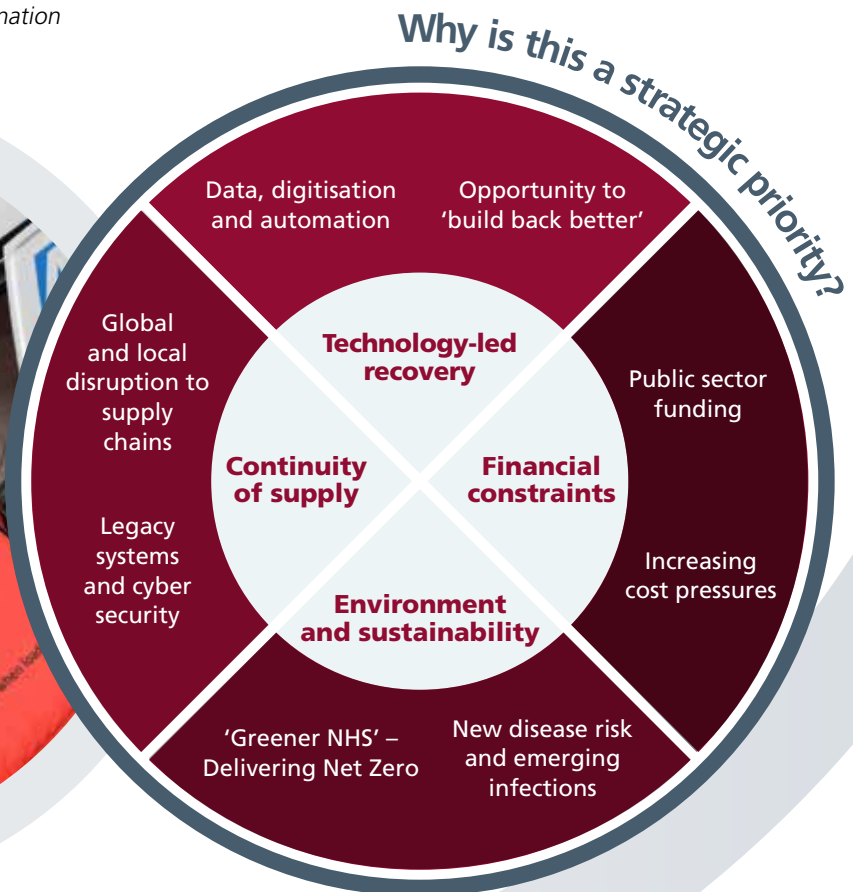 Why is this a strategic priority?
Data, digitisation
and automation
Opportunity to
‘build back better’
Technology-led
recovery
Global
and local
disruption to
supply
chains
Legacy
systems
and cyber
security
Continuity
of supply
Financial
constraints
Public sector
funding
Increasing
cost pressures
Environment
and sustainability
‘Greener NHS’ –
Delivering Net Zero
New disease risk
and emerging
infections